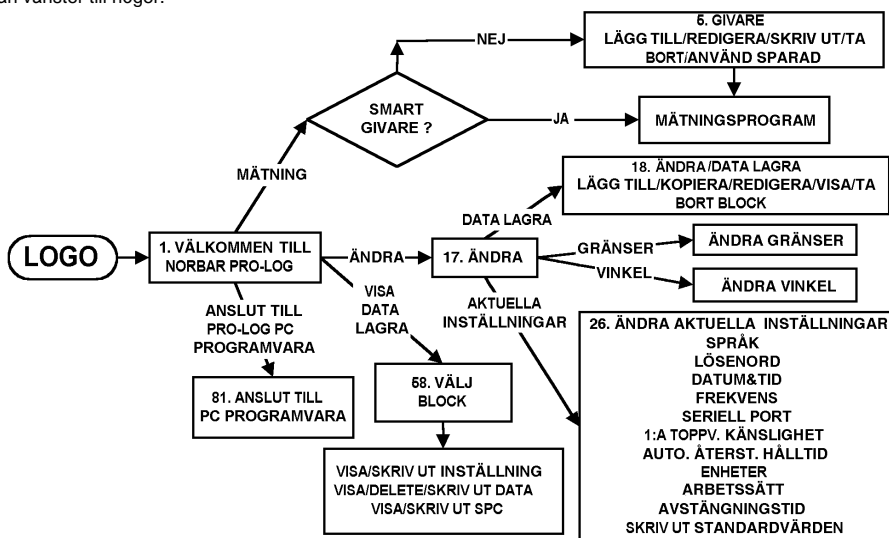 från vänster till höger.
5. GIVARE
LÄGG TILL/REDIGERA/SKRIV UT/TA
BORT/ANVÄND SPARAD
NEJ
SMART
GIVARE ?
JA
MÄTNINGSPROGRAM
MÄTNING
18. ÄNDRA/DATA LAGRA
LÄGG TILL/KOPIERA/REDIGERA/VISA/TA
BORT BLOCK
DATA LAGRA
LOGO
1. VÄLKOMMEN TILL
NORBAR PRO-LOG
ÄNDRA
17. ÄNDRA
GRÄNSER
ÄNDRA GRÄNSER
VINKEL
ÄNDRA VINKEL
VISA
DATA
LAGRA
AKTUELLA
INSTÄLLNINGAR
ANSLUT TILL
PRO-LOG PC
PROGRAMVARA
81. ANSLUT TILL
PC PROGRAMVARA
58. VÄLJ
BLOCK
VISA/SKRIV UT INSTÄLLNING
VISA/DELETE/SKRIV UT DATA
VISA/SKRIV UT SPC
26. ÄNDRA AKTUELLA INSTÄLLNINGAR
SPRÅK
LÖSENORD
DATUM&TID
FREKVENS
SERIELL PORT
1:A TOPPV. KÄNSLIGHET
AUTO. ÅTERST. HÅLLTID
ENHETER
ARBETSSÄTT
AVSTÄNGNINGSTID
SKRIV UT STANDARDVÄRDEN